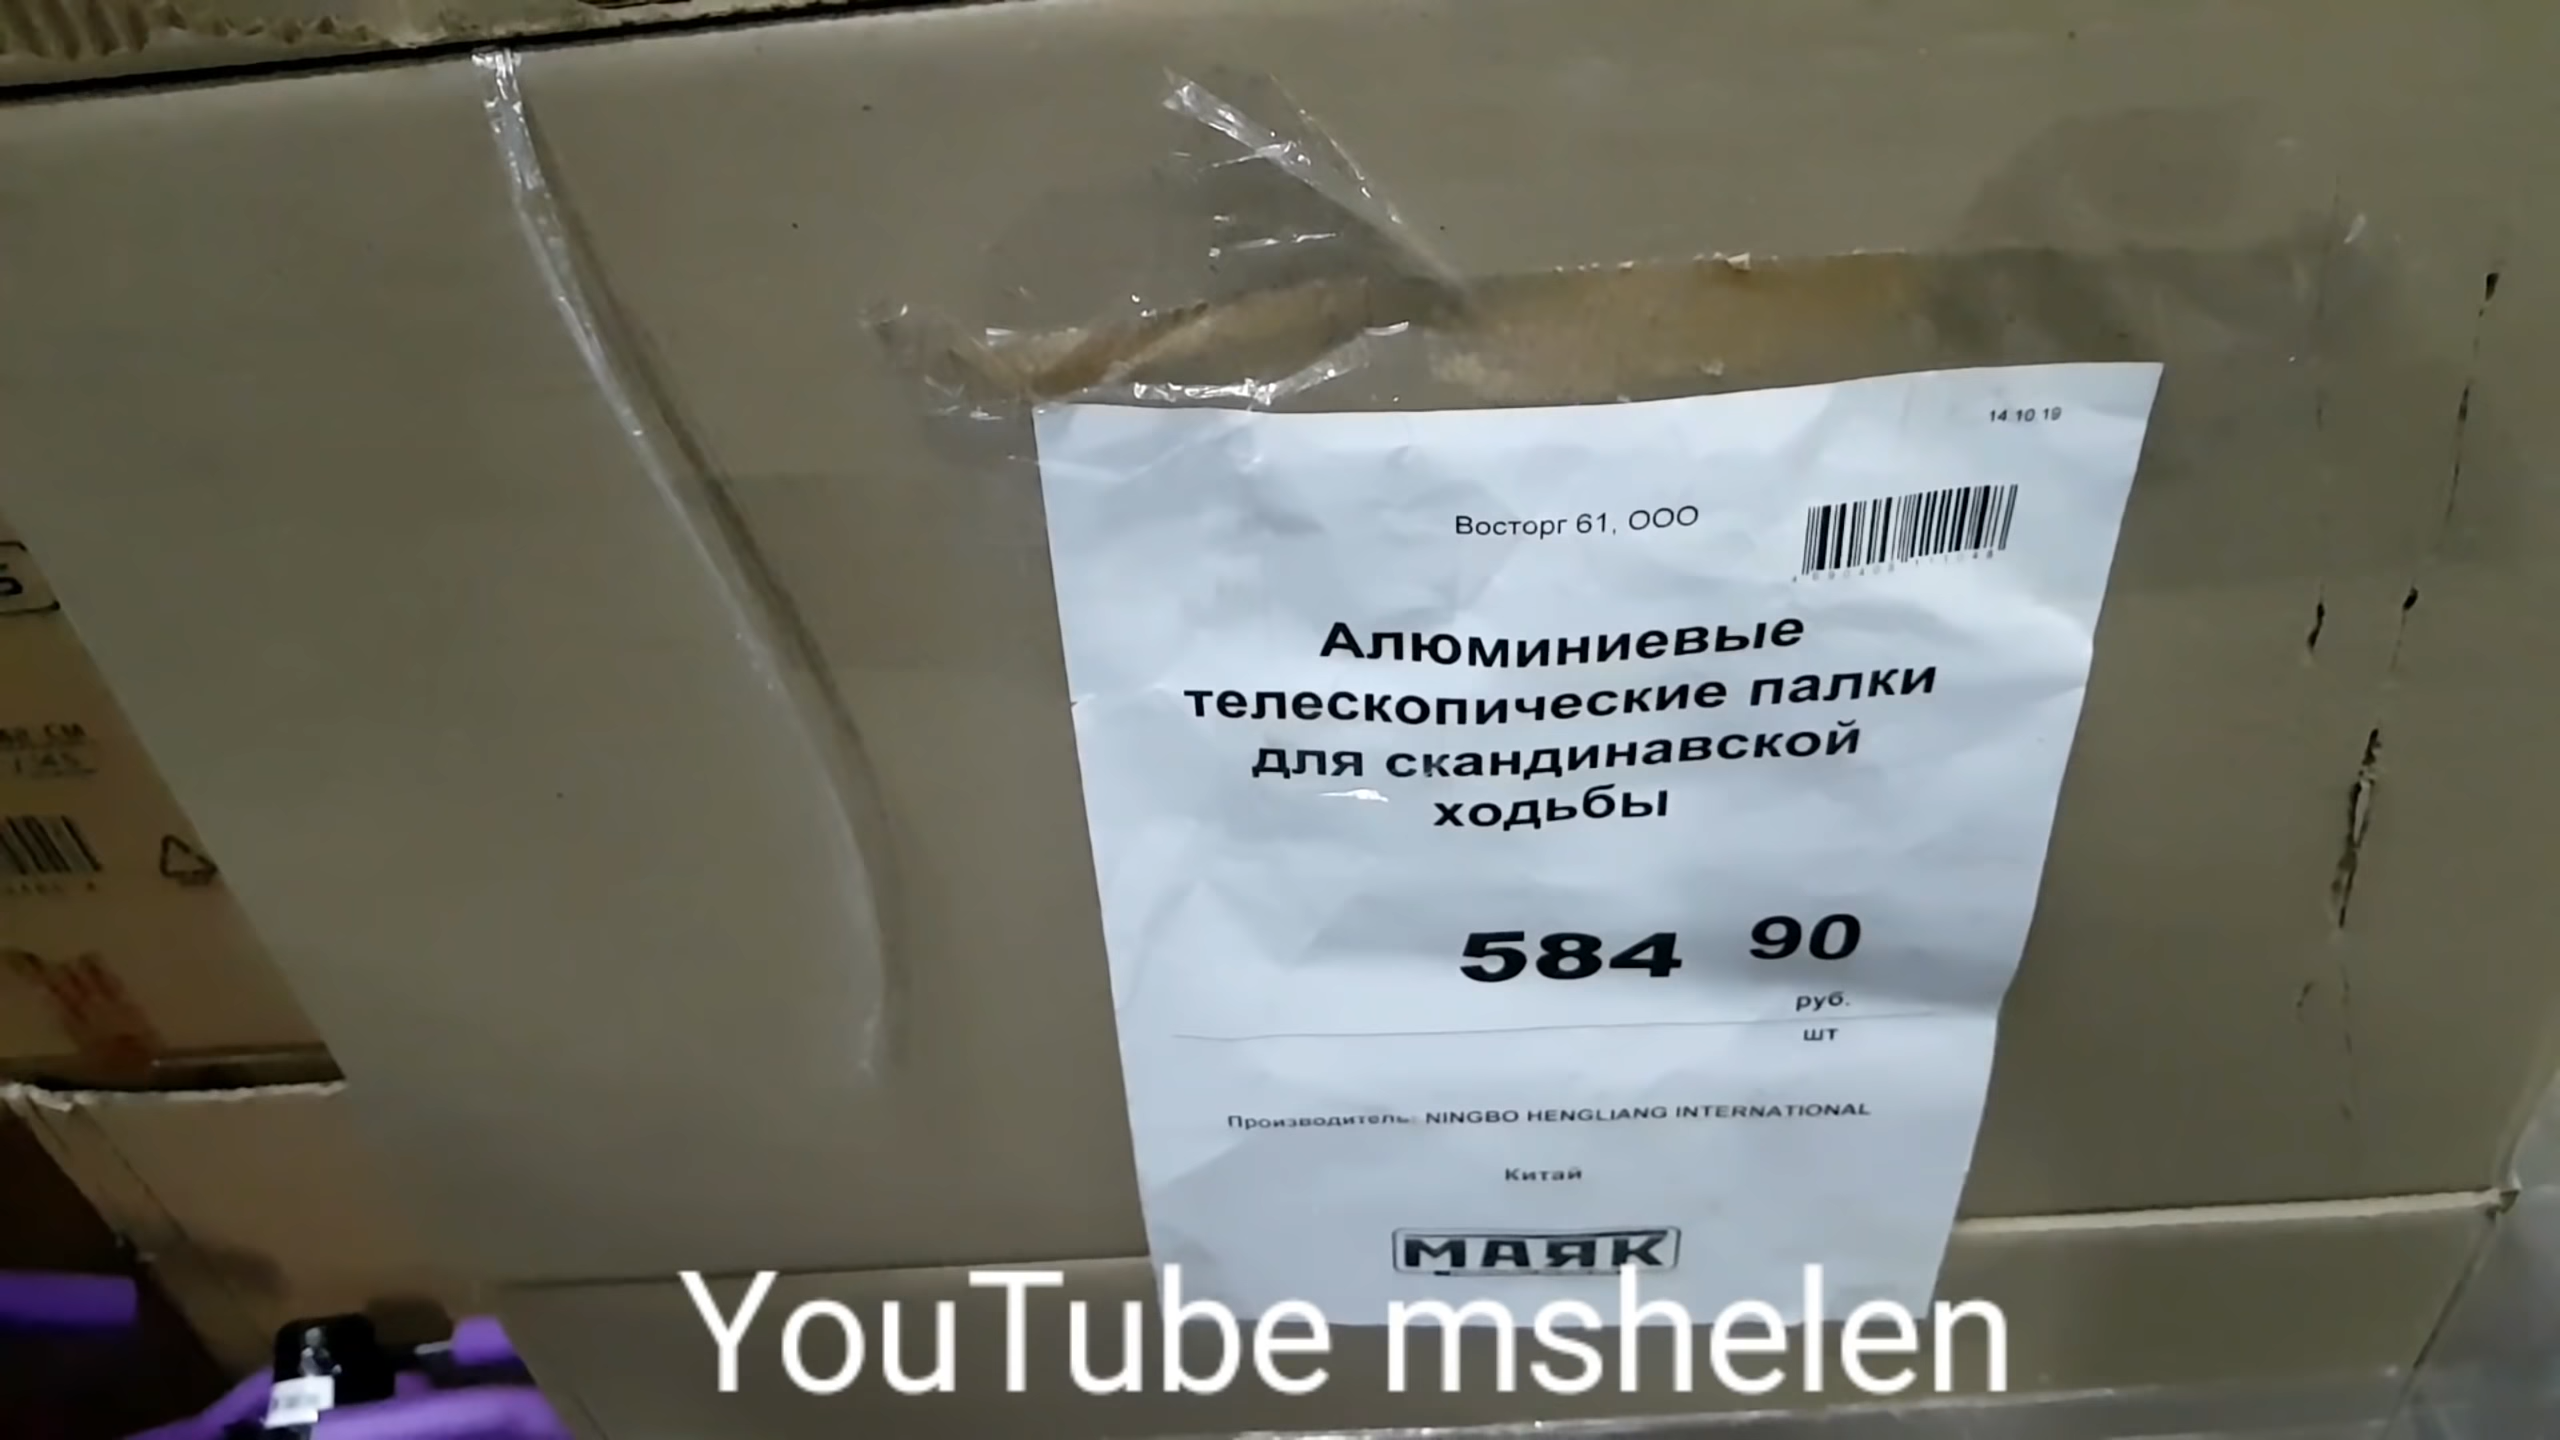 14.10.19
Восторг 61, ООО
Алюминиевые
телескопические палки
для скандинавской
ходьбы
584 90
руб.
шт
Производитель: NINGBO HENGLIANG INTERNATIONAL
Китай
МАЯК
YouTube mshelen